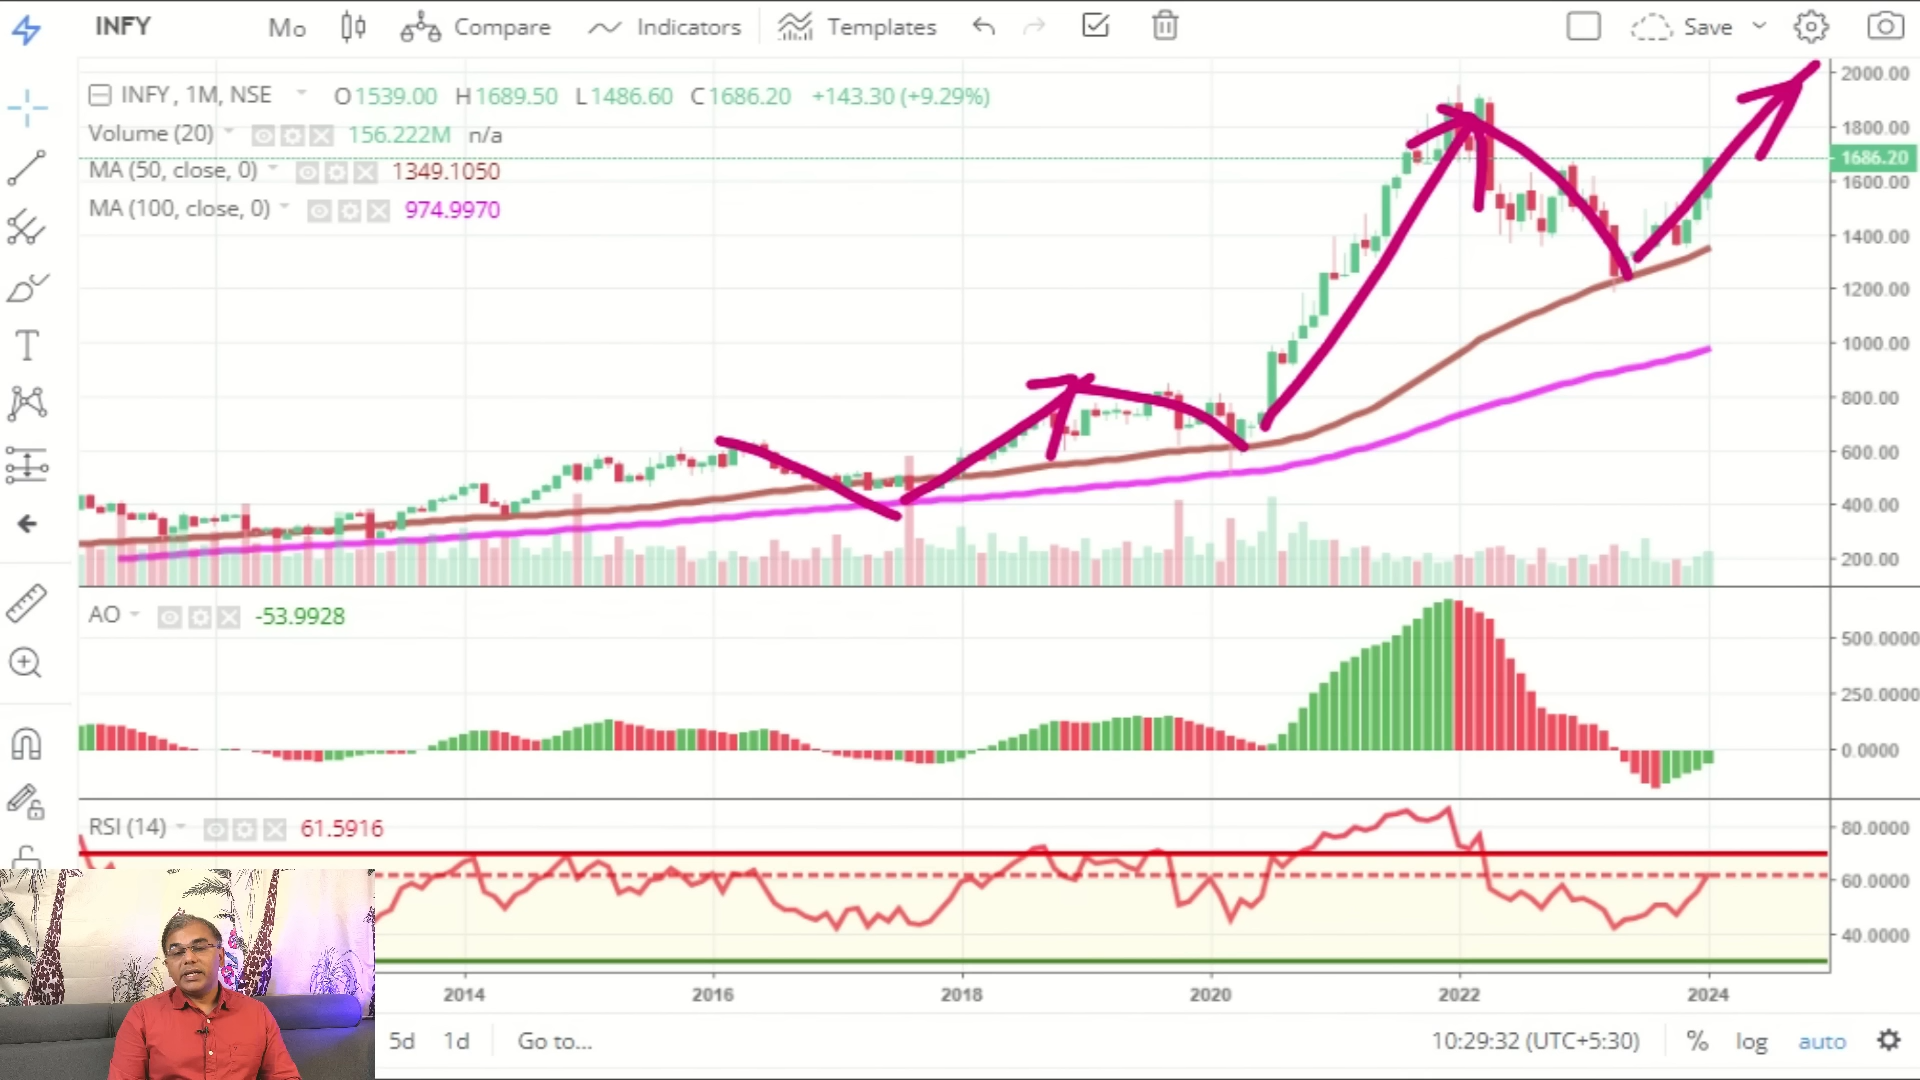 INFY Mo Compare Indicators Templates Save
INFY, 1M, NSE O1539.00 H1689.50 L1486.60 C1686.20 +143.30 (+9.29%)
Volume (20) 156.222M n/a
MA (50, close, 0) 1349.1050
MA (100, close, 0) 974.9970
2000.00
1800.00
1686.20
1600.00
1400.00
1200.00
1000.00
800.00
600.00
400.00
200.00
AO -53.9928
500.0000
250.0000
0.0000
RSI (14) 61.5916
80.0000
60.0000
40.0000
2014 2016 2018 2020 2022 2024
5d 1d Go to... 10:29:32 (UTC+5:30) % log auto